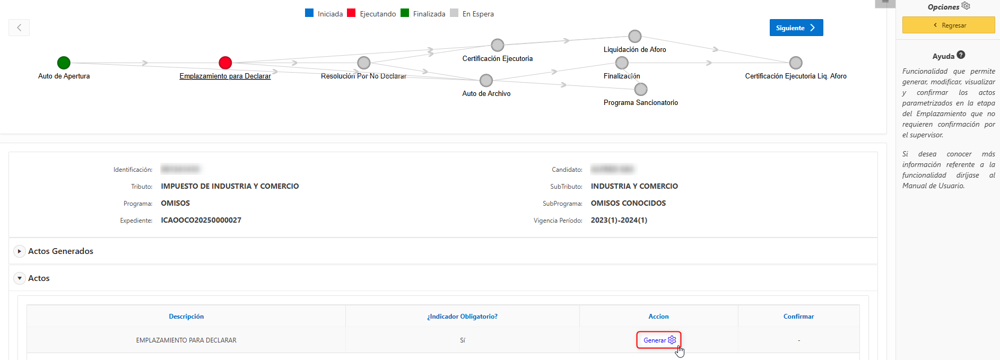 Iniciada
Ejecutando
Finalizada
En Espera
Siguiente
Auto de Apertura
Emplazamiento para Declarar
Resolución Por No Declarar
Certificación Ejecutoria
Auto de Archivo
Liquidación de Aforo
Finalización
Programa Sancionatorio
Certificación Ejecutoria Liq. Aforo
Opciones
Regresar
Ayuda
Funcionalidad que permite
generar, modificar, visualizar
y confirmar los actos
parametrizados en la etapa
del Emplazamiento que no
requieren confirmación por
el supervisor.
Si desea conocer más
información referente a la
funcionalidad diríjase al
Manual de Usuario.
Identificación:
Candidato:
Tributo: IMPUESTO DE INDUSTRIA Y COMERCIO
SubTributo: INDUSTRIA Y COMERCIO
Programa: OMISOS
SubPrograma: OMISOS CONOCIDOS
Expediente: ICAOOCO20250000027
Vigencia Período: 2023(1)-2024(1)
Actos Generados
Actos
Descripción ¿Indicador Obligatorio? Accion Confirmar
EMPLAZAMIENTO PARA DECLARAR Sí Generar -